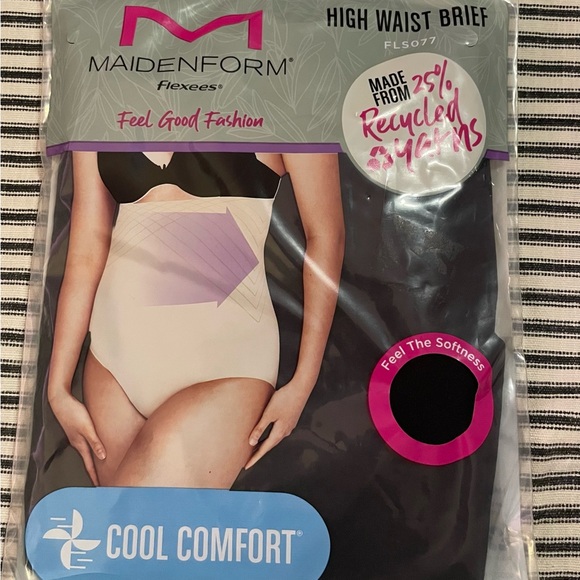 M
MAIDENFORM®
flexees®
Feel Good Fashion
HIGH WAIST BRIEF
FLS077
MADE
FROM 25%
Recycled
yarns
Feel The Softness
COOL COMFORT®